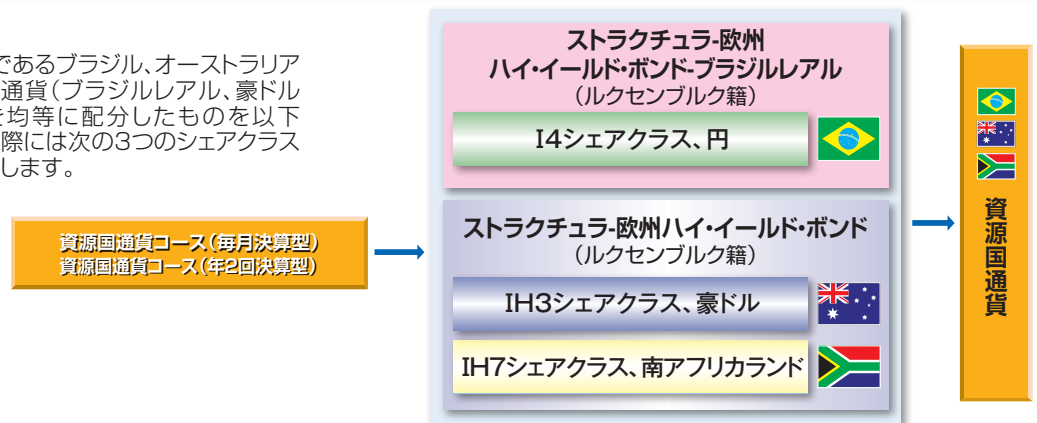 であるブラジル、オーストラリア
通貨(ブラジルレアル、豪ドル
均等に配分したものを以下
際には次の3つのシェアクラス
します。
資源国通貨コース(毎月決算型)
資源国通貨コース(年2回決算型)
ストラクチュラ-欧州
ハイ・イールド・ボンド-ブラジルレアル
(ルクセンブルク籍)
I4シェアクラス、円
ストラクチュラ-欧州ハイ・イールド・ボンド
(ルクセンブルク籍)
IH3シェアクラス、豪ドル
IH7シェアクラス、南アフリカランド
資源国通貨